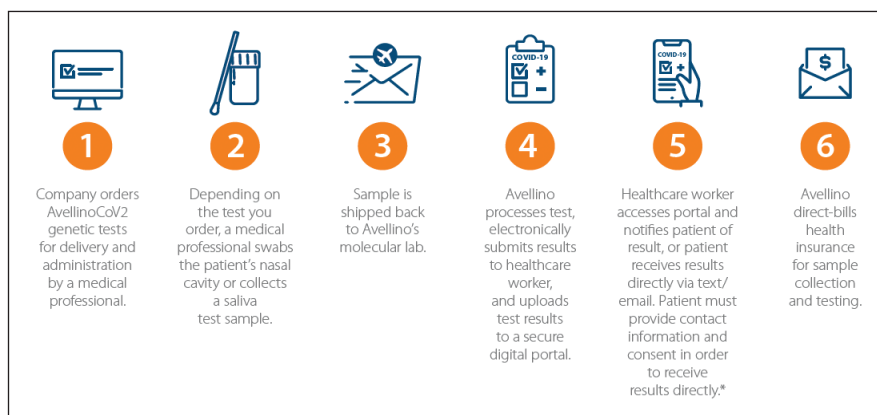 COVID-19
+
-
COVID-19
+
$
1
Company orders
AvellinoCoV2
genetic tests
for delivery and
administration
by a medical
professional.
2
Depending on
the test you
order, a medical
professional swabs
the patient's nasal
cavity or collects
a saliva
test sample.
3
Sample is
shipped back
to Avellino's
molecular lab.
4
Avellino
processes test,
electronically
submits results
to healthcare
worker,
and uploads
test results
to a secure
digital portal.
5
Healthcare worker
accesses portal and
notifies patient of
result, or patient
receives results
directly via text/
email. Patient must
provide contact
information and
consent in order
to receive
results directly.*
6
Avellino
direct-bills
health
insurance
for sample
collection
and testing.